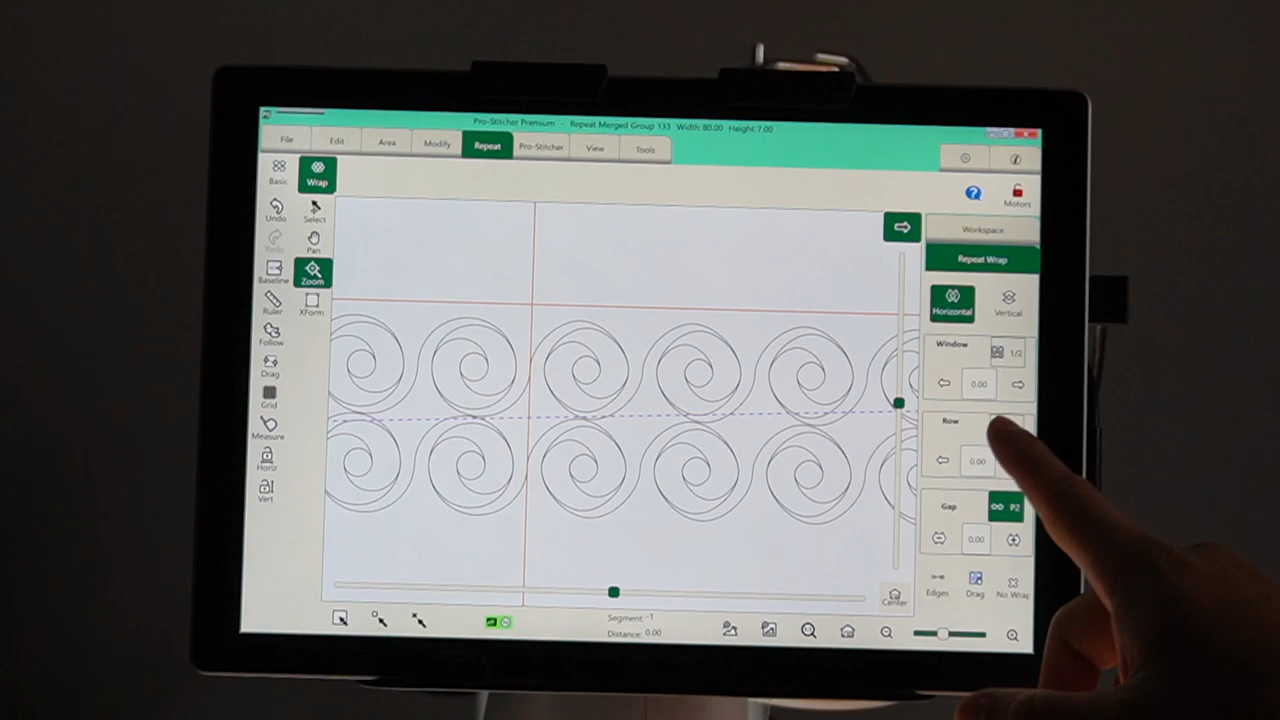 Pro-Stitcher Premium - Repeat Merged Group 133 Width: 80.00 Height: 7.00
File Edit Area Modify Repeat Pro-Stitcher View Tools
Basic Wrap
? Motors
Undo Select
Redo Pan
Baseline Zoom
Ruler XForm
Follow
Drag
Grid
Measure
Horiz
Vert
Workspace
Repeat Wrap
Horizontal Vertical
Window 1/2
0.00
Row
0.00
Gap P2
0.00
Edges Drag No Wrap
Center
Segment: -1
Distance: 0.00
1:1